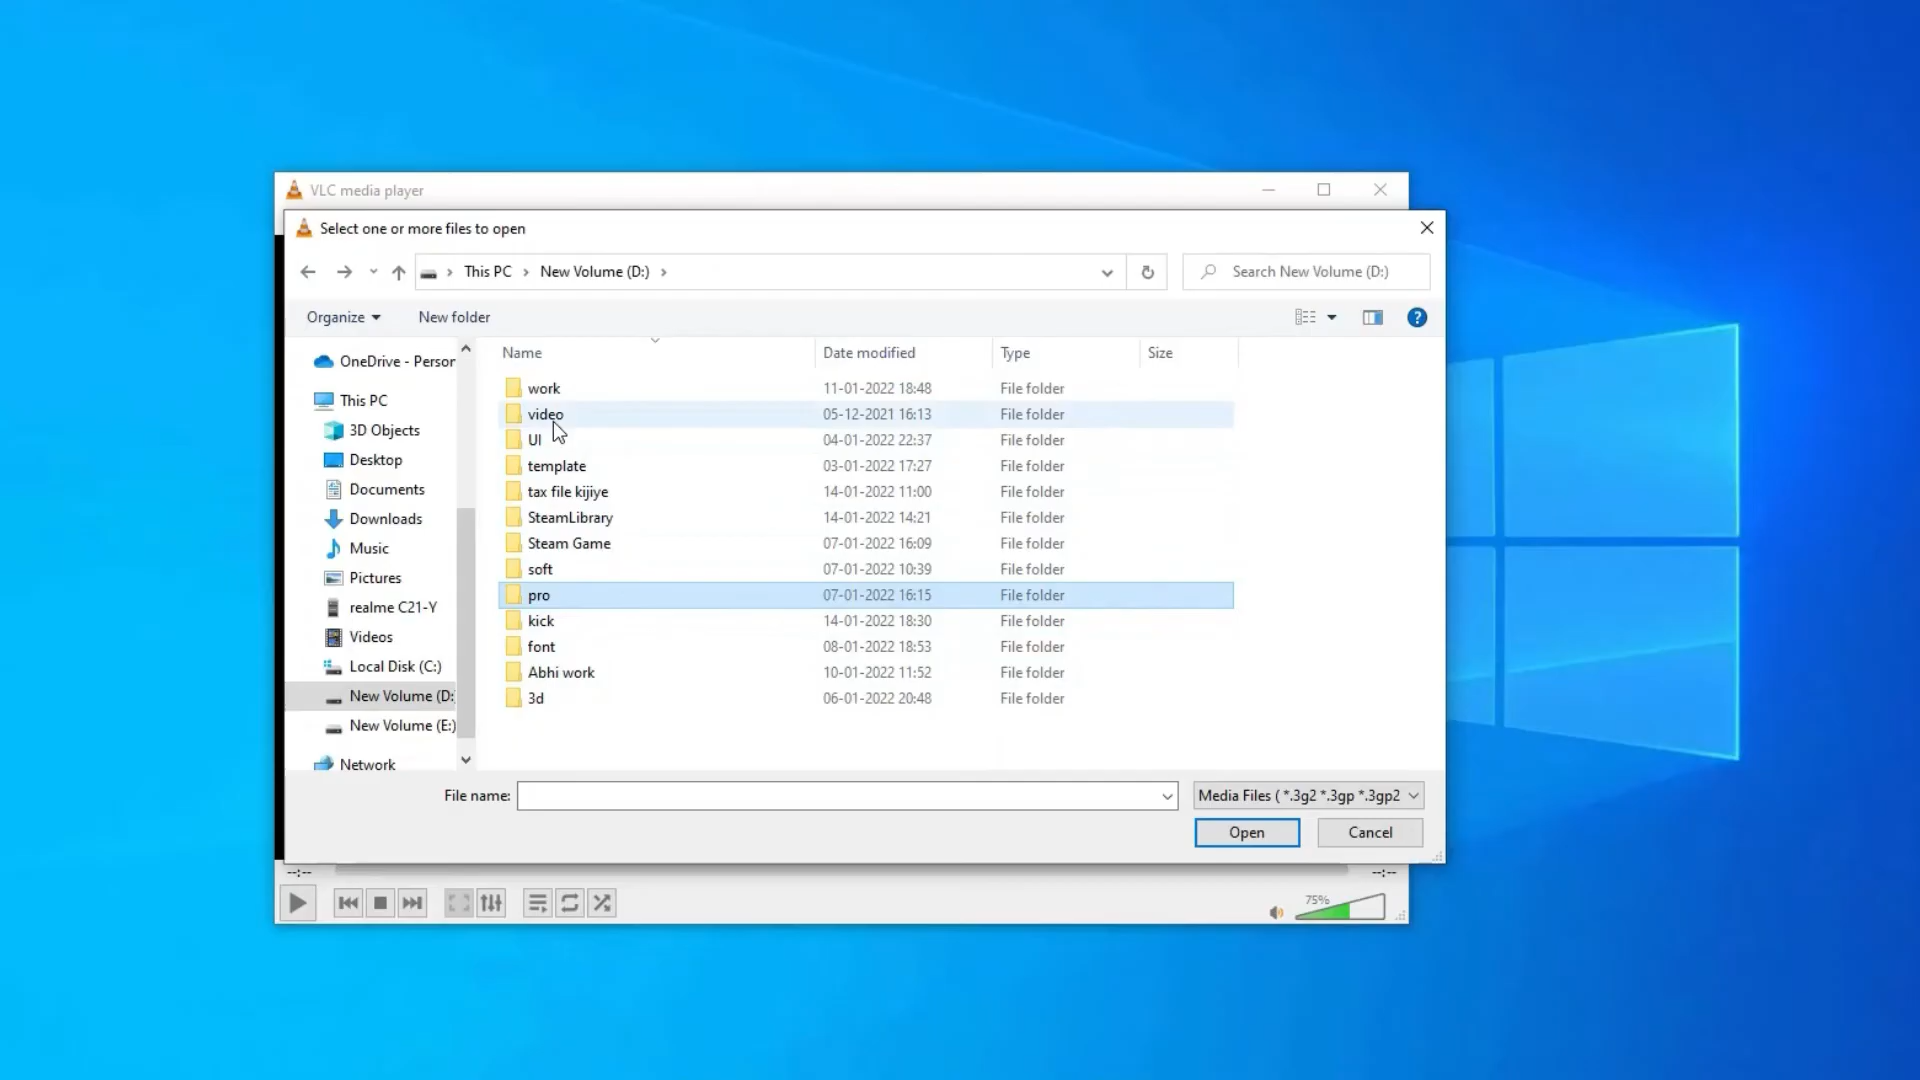 VLC media player
Select one or more files to open
This PC
New Volume (D:)
Search New Volume (D:)
Organize
New folder
?
OneDrive - Person
This PC
3D Objects
Desktop
Documents
Downloads
Music
Pictures
realme C21-Y
Videos
Local Disk (C:)
New Volume (D:
New Volume (E:)
Network
Name Date modified Type Size
work 11-01-2022 18:48 File folder
video 05-12-2021 16:13 File folder
UI 04-01-2022 22:37 File folder
template 03-01-2022 17:27 File folder
tax file kijiye 14-01-2022 11:00 File folder
SteamLibrary 14-01-2022 14:21 File folder
Steam Game 07-01-2022 16:09 File folder
soft 07-01-2022 10:39 File folder
pro 07-01-2022 16:15 File folder
kick 14-01-2022 18:30 File folder
font 08-01-2022 18:53 File folder
Abhi work 10-01-2022 11:52 File folder
3d 06-01-2022 20:48 File folder
File name:
Media Files ( *.3g2 *.3gp *.3gp2
Open
Cancel
--:-- --:--
75%